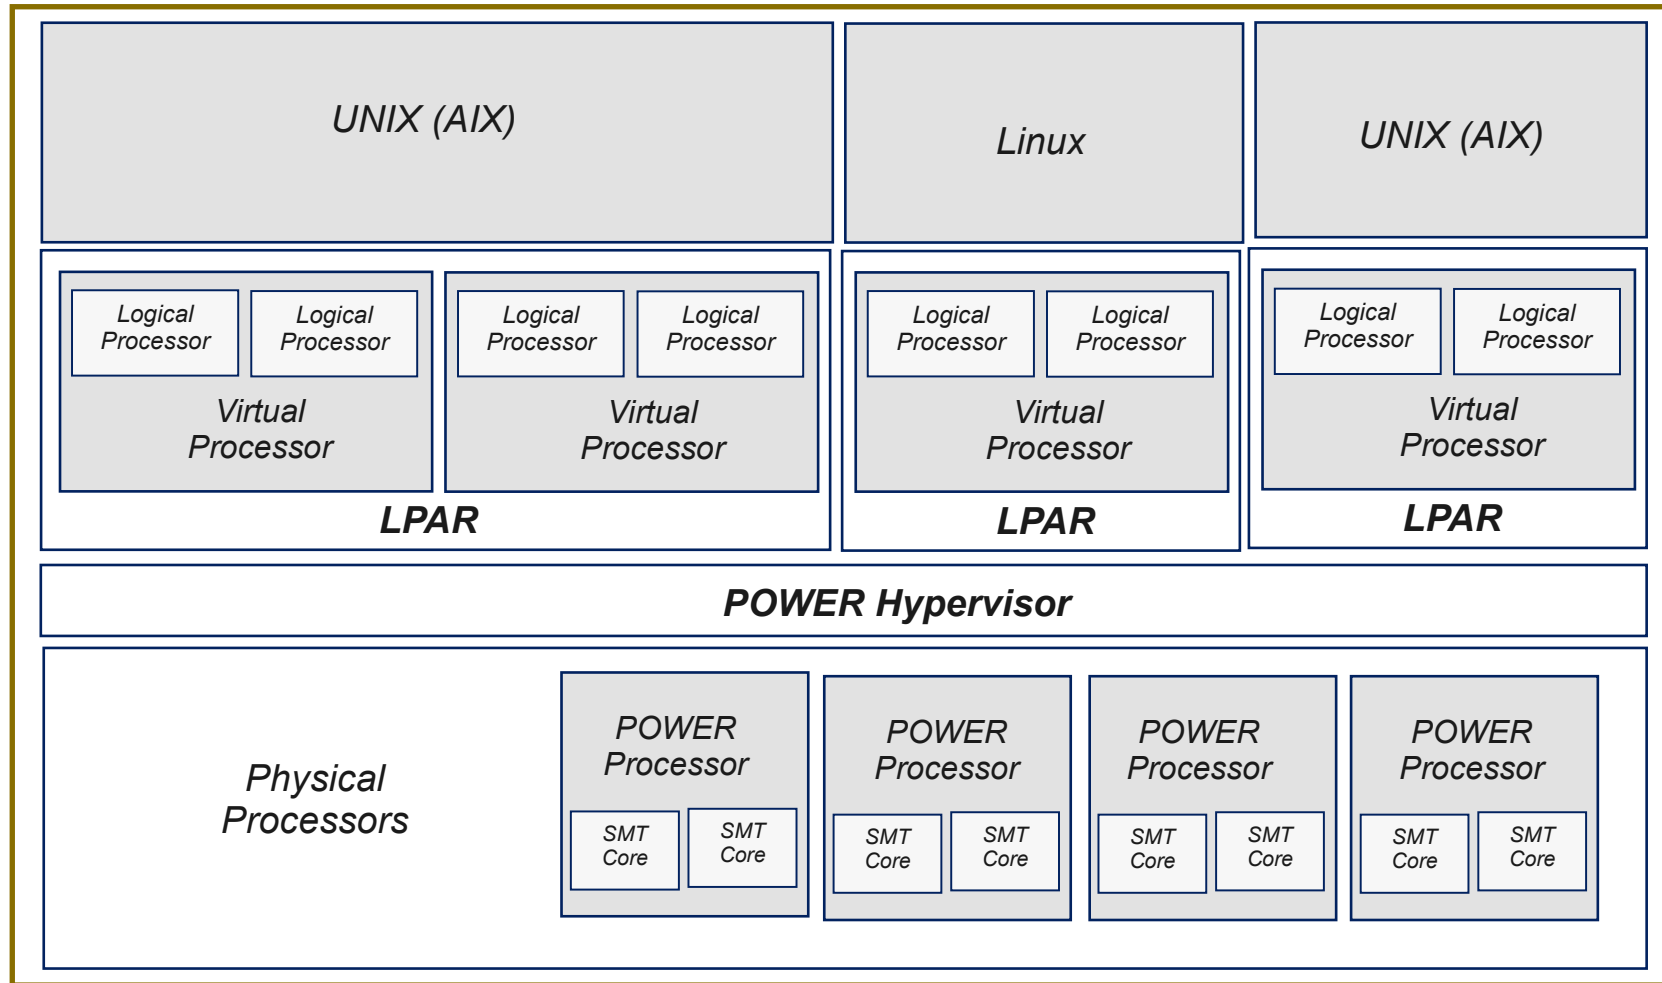 UNIX (AIX)
Linux
UNIX (AIX)
Logical
Processor
Logical
Processor
Virtual
Processor
Logical
Processor
Logical
Processor
Virtual
Processor
LPAR
Logical
Processor
Logical
Processor
Virtual
Processor
LPAR
Logical
Processor
Logical
Processor
Virtual
Processor
LPAR
POWER Hypervisor
Physical
Processors
POWER
Processor
SMT
Core
SMT
Core
POWER
Processor
SMT
Core
SMT
Core
POWER
Processor
SMT
Core
SMT
Core
POWER
Processor
SMT
Core
SMT
Core